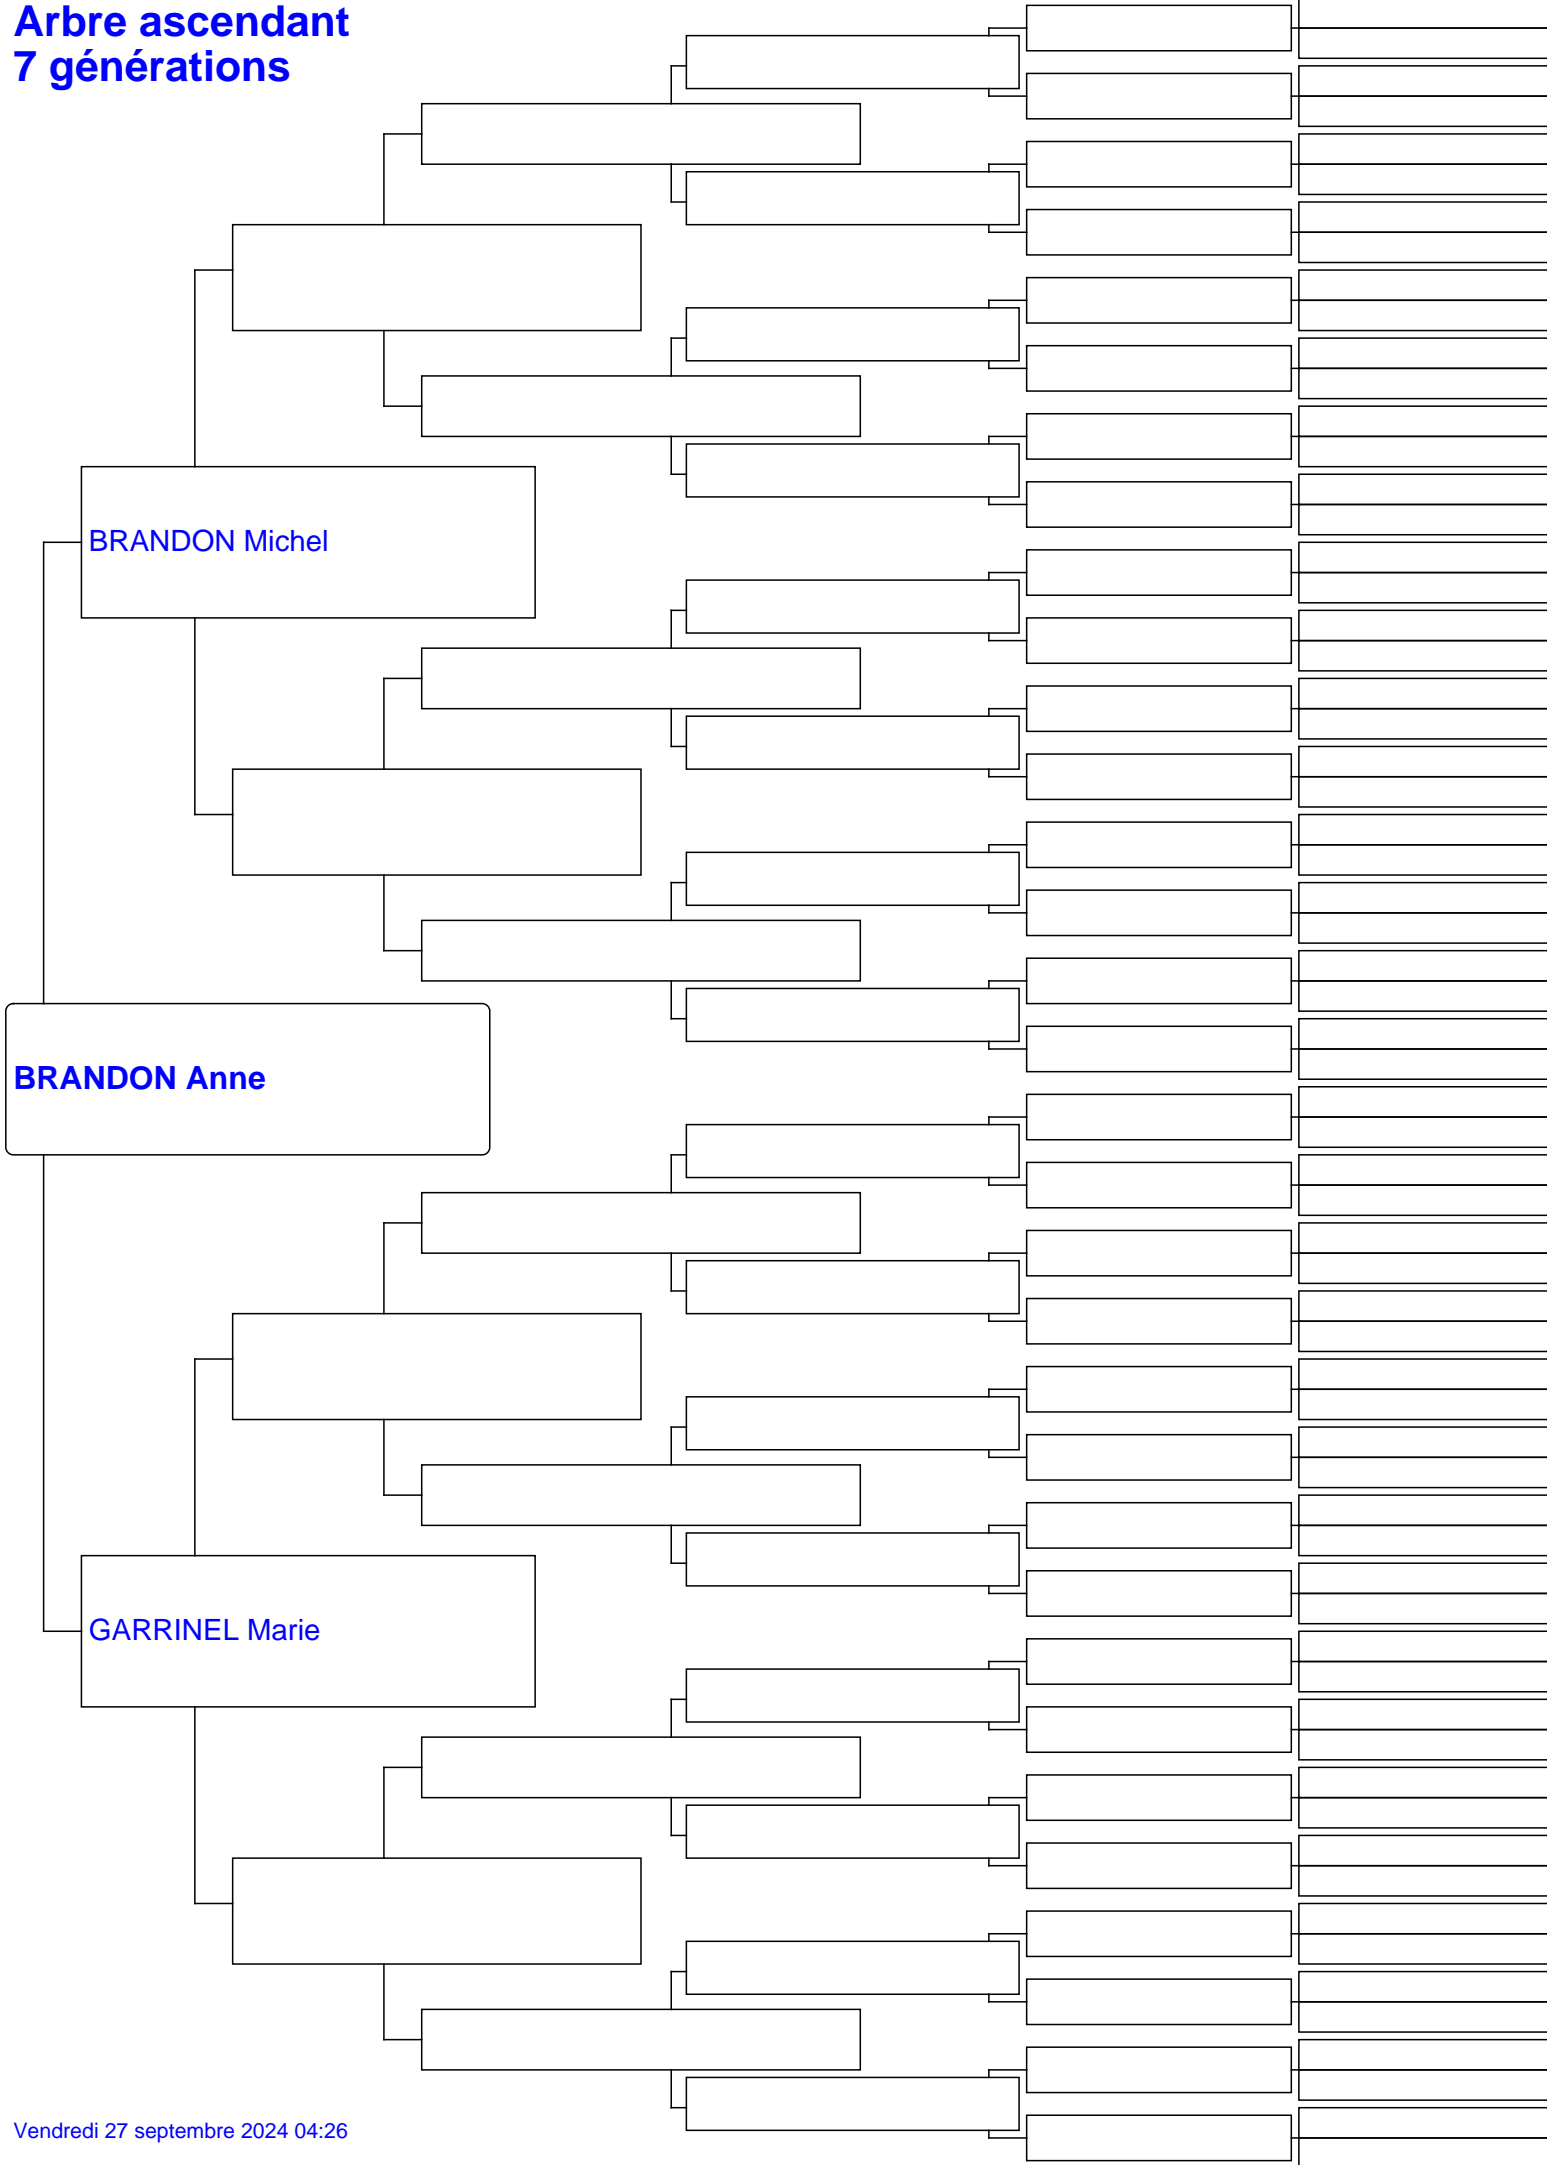 Arbre ascendant
7 générations
BRANDON Michel
BRANDON Anne
GARRINEL Marie
Vendredi 27 septembre 2024 04:26